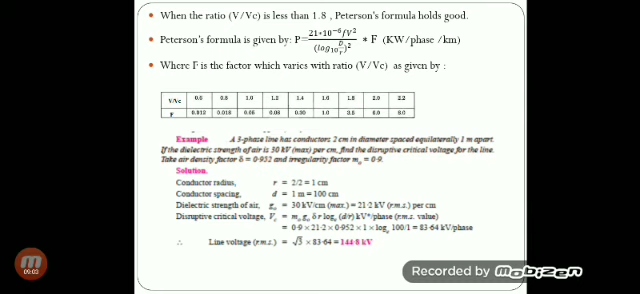 • When the ratio (V/Vc) is less than 1.8 , Peterson's formula holds good.
• Peterson's formula is given by: P= 21*10⁻⁶fV² / (log₁₀ D/r)² * F (KW/phase /km)
• Where F is the factor which varies with ratio (V/Vc) as given by :
V/Vc 0.6 0.8 1.0 1.2 1.4 1.6 1.8 2.0 2.2
F 0.012 0.018 0.05 0.08 0.30 1.0 3.5 6.0 8.0
Example A 3-phase line has conductors 2 cm in diameter spaced equilaterally 1 m apart.
If the dielectric strength of air is 30 kV (max) per cm, find the disruptive critical voltage for the line.
Take air density factor δ = 0·952 and irregularity factor mₒ = 0·9.
Solution.
Conductor radius, r = 2/2 = 1 cm
Conductor spacing, d = 1 m = 100 cm
Dielectric strength of air, gₒ = 30 kV/cm (max.) = 21·2 kV (r.m.s.) per cm
Disruptive critical voltage, V꜀ = mₒ gₒ δ r logₑ (d/r) kV*/phase (r.m.s. value)
= 0·9 × 21·2 × 0·952 × 1 × logₑ 100/1 = 83·64 kV/phase
∴ Line voltage (r.m.s.) = √3 × 83·64 = 144·8 kV
09:03
Recorded by Mobizen